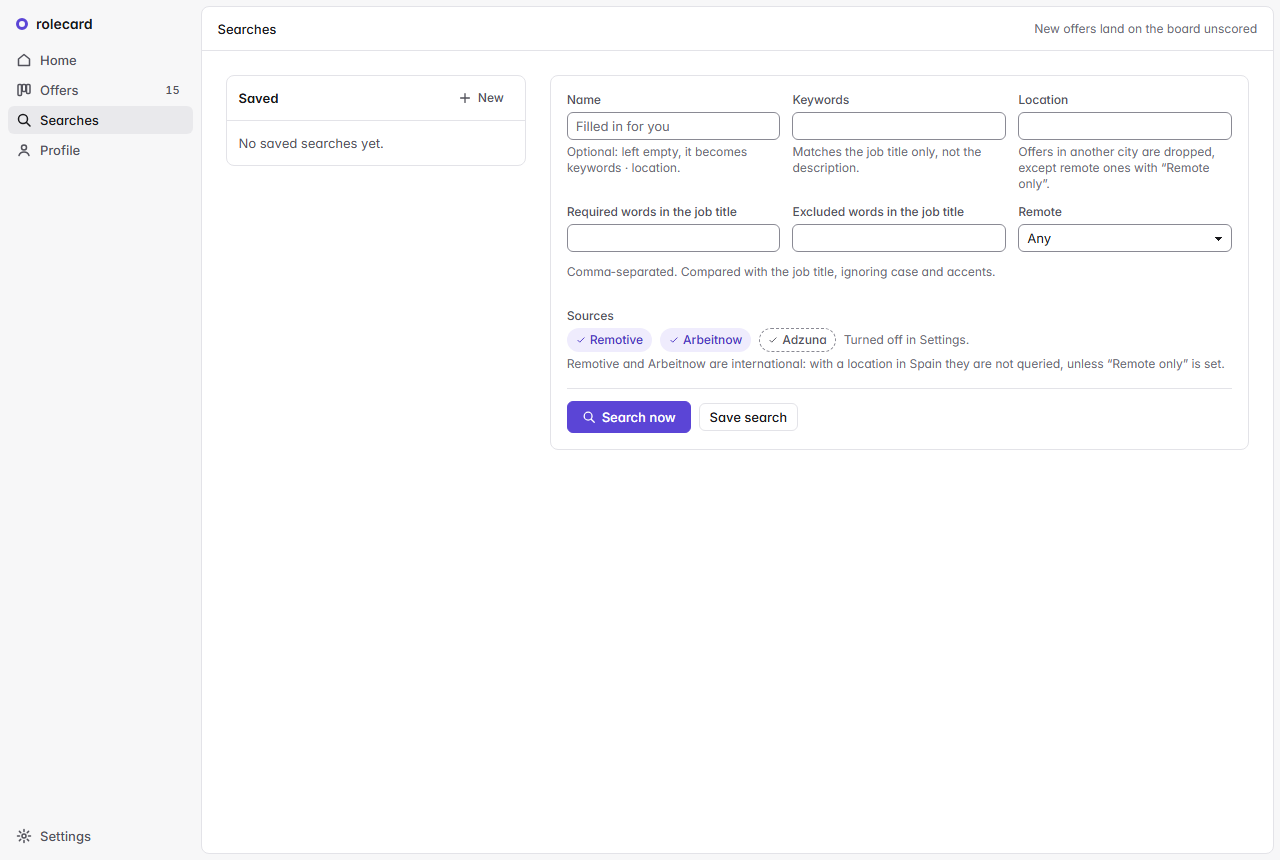 rolecard
Home
Offers 15
Searches
Profile
Settings
Searches
New offers land on the board unscored
Saved
New
No saved searches yet.
Name
Filled in for you
Optional: left empty, it becomes
keywords · location.
Keywords
Matches the job title only, not the
description.
Location
Offers in another city are dropped,
except remote ones with “Remote
only”.
Required words in the job title
Excluded words in the job title
Remote
Any
Comma-separated. Compared with the job title, ignoring case and accents.
Sources
Remotive
Arbeitnow
Adzuna
Turned off in Settings.
Remotive and Arbeitnow are international: with a location in Spain they are not queried, unless “Remote only” is set.
Search now
Save search